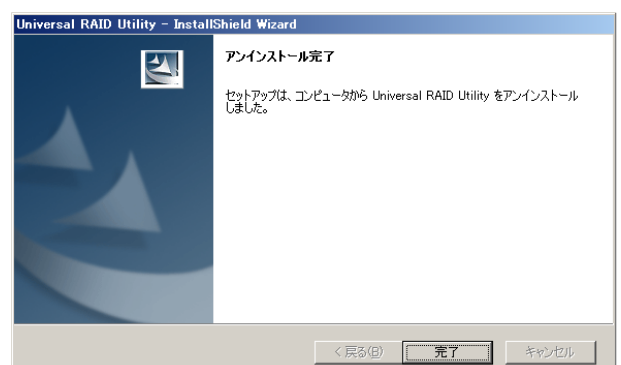 Universal RAID Utility - InstallShield Wizard
アンインストール完了
セットアップは、コンピュータから Universal RAID Utility をアンインストール
しました。
< 戻る(B)
完了
キャンセル